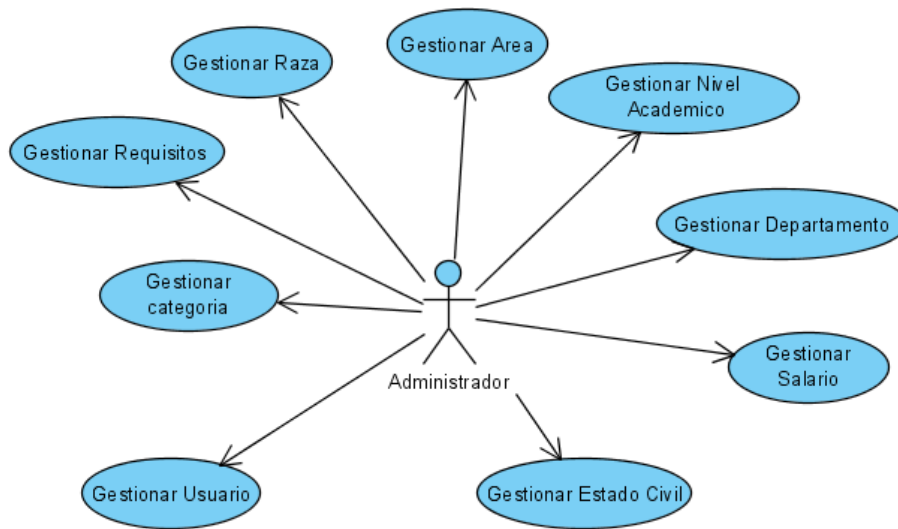 Gestionar Area
Gestionar Raza
Gestionar Nivel
Academico
Gestionar Requisitos
Gestionar Departamento
Gestionar
categoria
Gestionar
Salario
Administrador
Gestionar Usuario
Gestionar Estado Civil